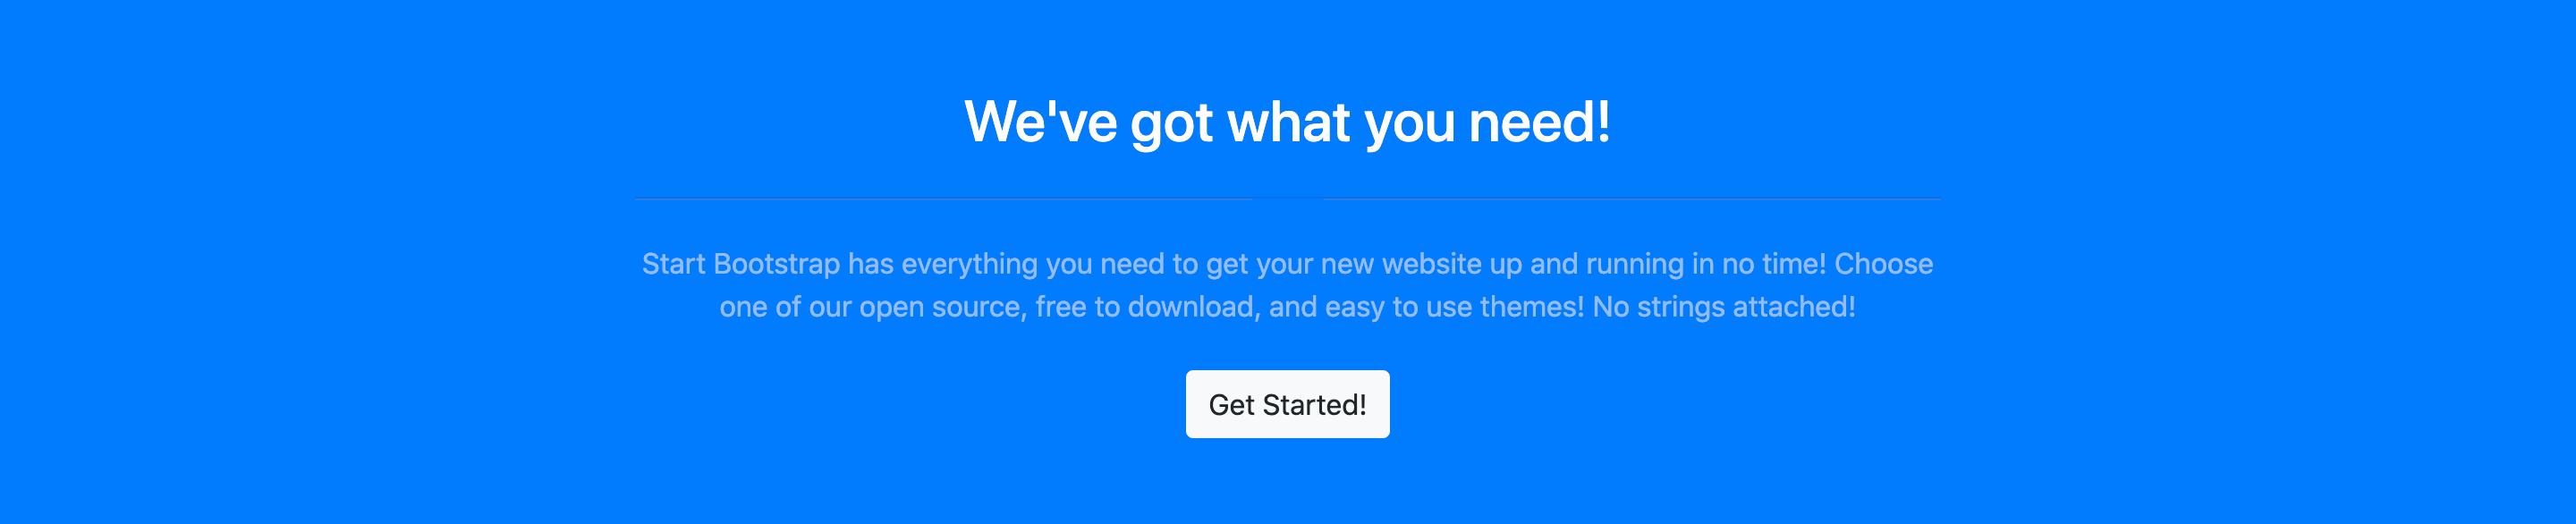 We've got what you need!
Start Bootstrap has everything you need to get your new website up and running in no time! Choose
one of our open source, free to download, and easy to use themes! No strings attached!
Get Started!